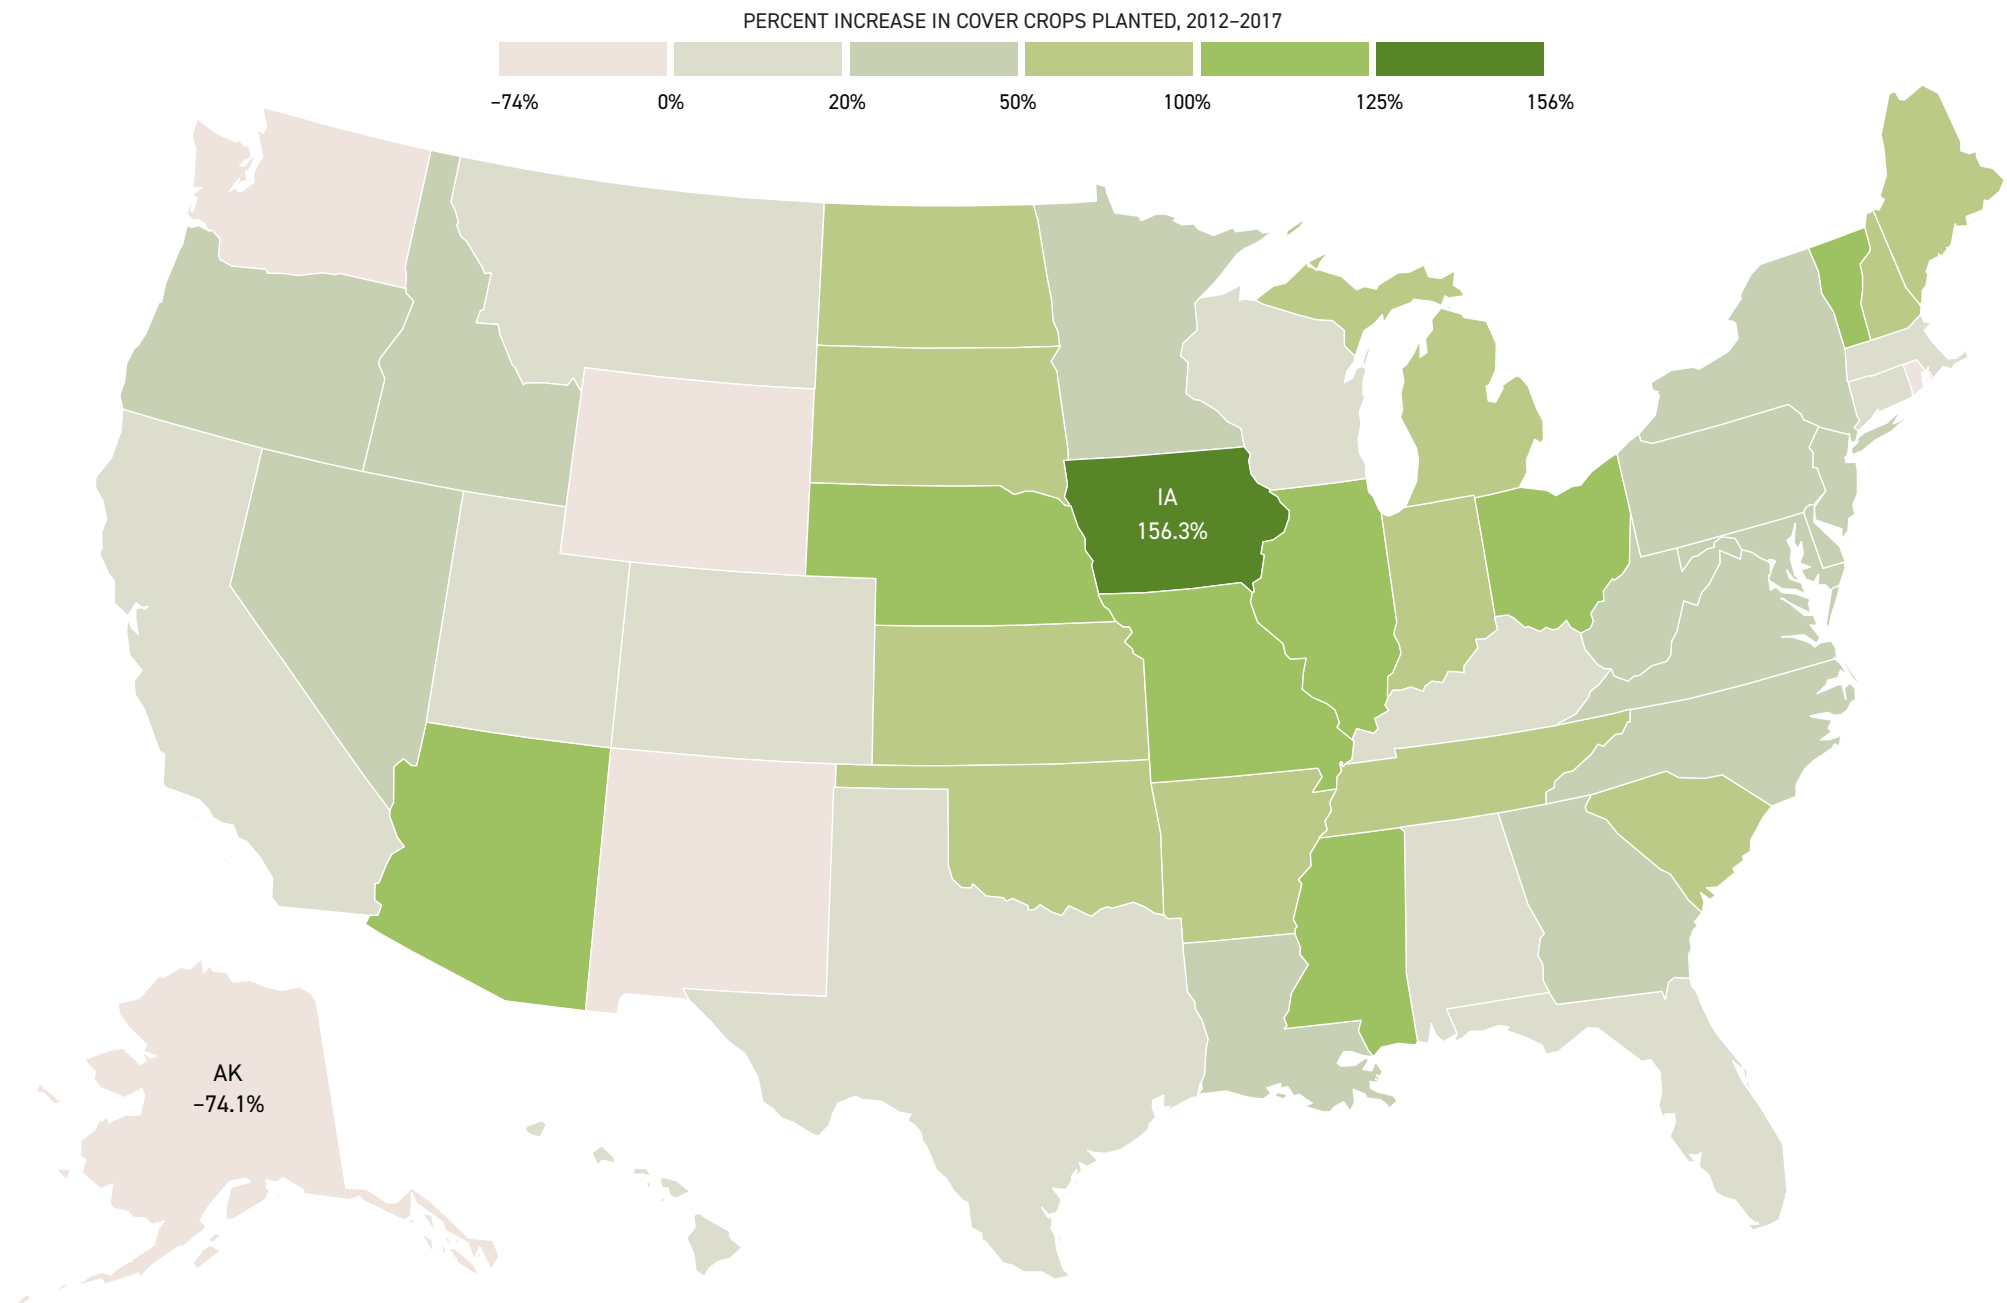 PERCENT INCREASE IN COVER CROPS PLANTED, 2012–2017
–74% 0% 20% 50% 100% 125% 156%
IA
156.3%
AK
–74.1%